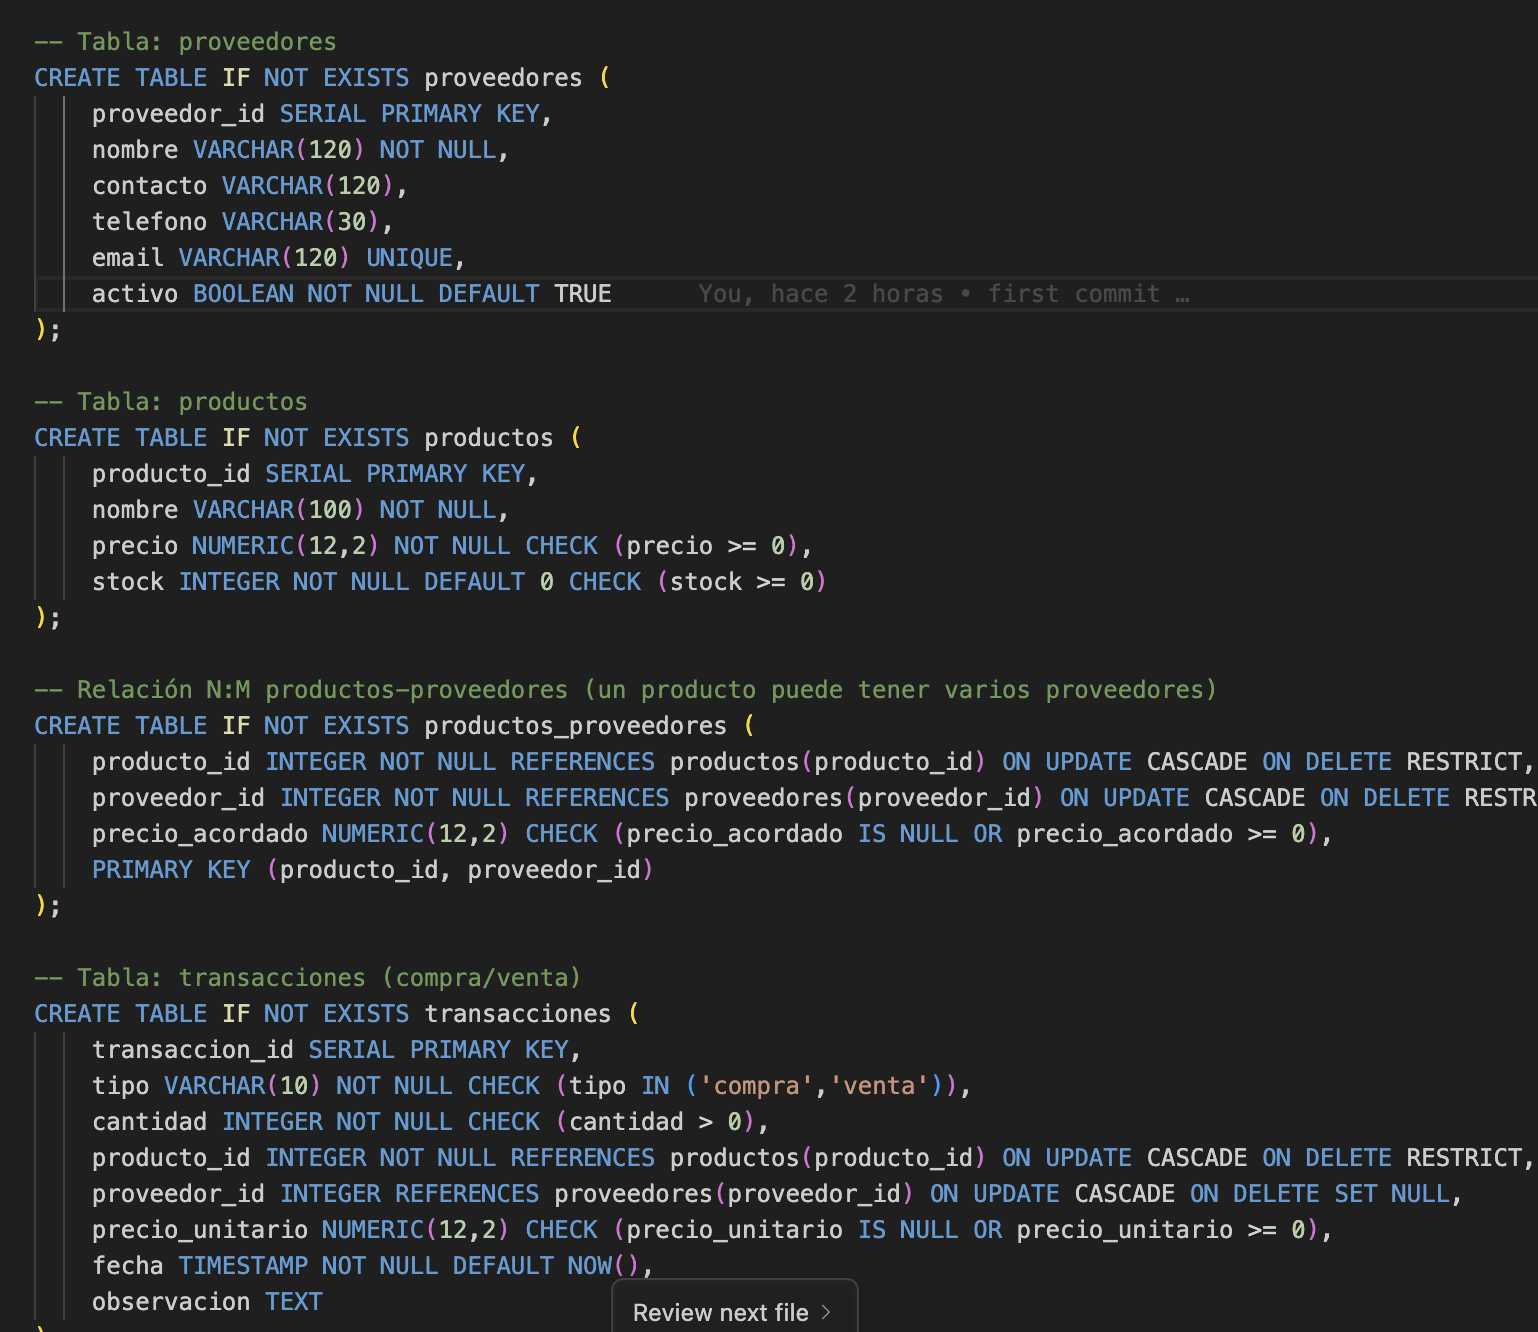 -- Tabla: proveedores
CREATE TABLE IF NOT EXISTS proveedores (
    proveedor_id SERIAL PRIMARY KEY,
    nombre VARCHAR(120) NOT NULL,
    contacto VARCHAR(120),
    telefono VARCHAR(30),
    email VARCHAR(120) UNIQUE,
    activo BOOLEAN NOT NULL DEFAULT TRUE      You, hace 2 horas • first commit …
);

-- Tabla: productos
CREATE TABLE IF NOT EXISTS productos (
    producto_id SERIAL PRIMARY KEY,
    nombre VARCHAR(100) NOT NULL,
    precio NUMERIC(12,2) NOT NULL CHECK (precio >= 0),
    stock INTEGER NOT NULL DEFAULT 0 CHECK (stock >= 0)
);

-- Relación N:M productos-proveedores (un producto puede tener varios proveedores)
CREATE TABLE IF NOT EXISTS productos_proveedores (
    producto_id INTEGER NOT NULL REFERENCES productos(producto_id) ON UPDATE CASCADE ON DELETE RESTRICT,
    proveedor_id INTEGER NOT NULL REFERENCES proveedores(proveedor_id) ON UPDATE CASCADE ON DELETE RESTR
    precio_acordado NUMERIC(12,2) CHECK (precio_acordado IS NULL OR precio_acordado >= 0),
    PRIMARY KEY (producto_id, proveedor_id)
);

-- Tabla: transacciones (compra/venta)
CREATE TABLE IF NOT EXISTS transacciones (
    transaccion_id SERIAL PRIMARY KEY,
    tipo VARCHAR(10) NOT NULL CHECK (tipo IN ('compra','venta')),
    cantidad INTEGER NOT NULL CHECK (cantidad > 0),
    producto_id INTEGER NOT NULL REFERENCES productos(producto_id) ON UPDATE CASCADE ON DELETE RESTRICT,
    proveedor_id INTEGER REFERENCES proveedores(proveedor_id) ON UPDATE CASCADE ON DELETE SET NULL,
    precio_unitario NUMERIC(12,2) CHECK (precio_unitario IS NULL OR precio_unitario >= 0),
    fecha TIMESTAMP NOT NULL DEFAULT NOW(),
    observacion TEXT
Review next file >